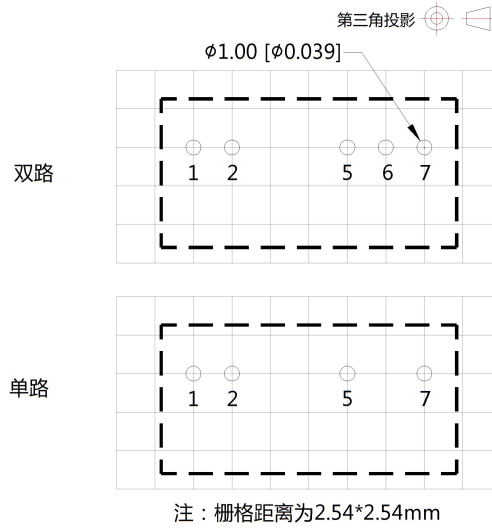 第三角投影
φ1.00 [φ0.039]
双路
1 2 5 6 7
单路
1 2 5 7
注：栅格距离为2.54*2.54mm